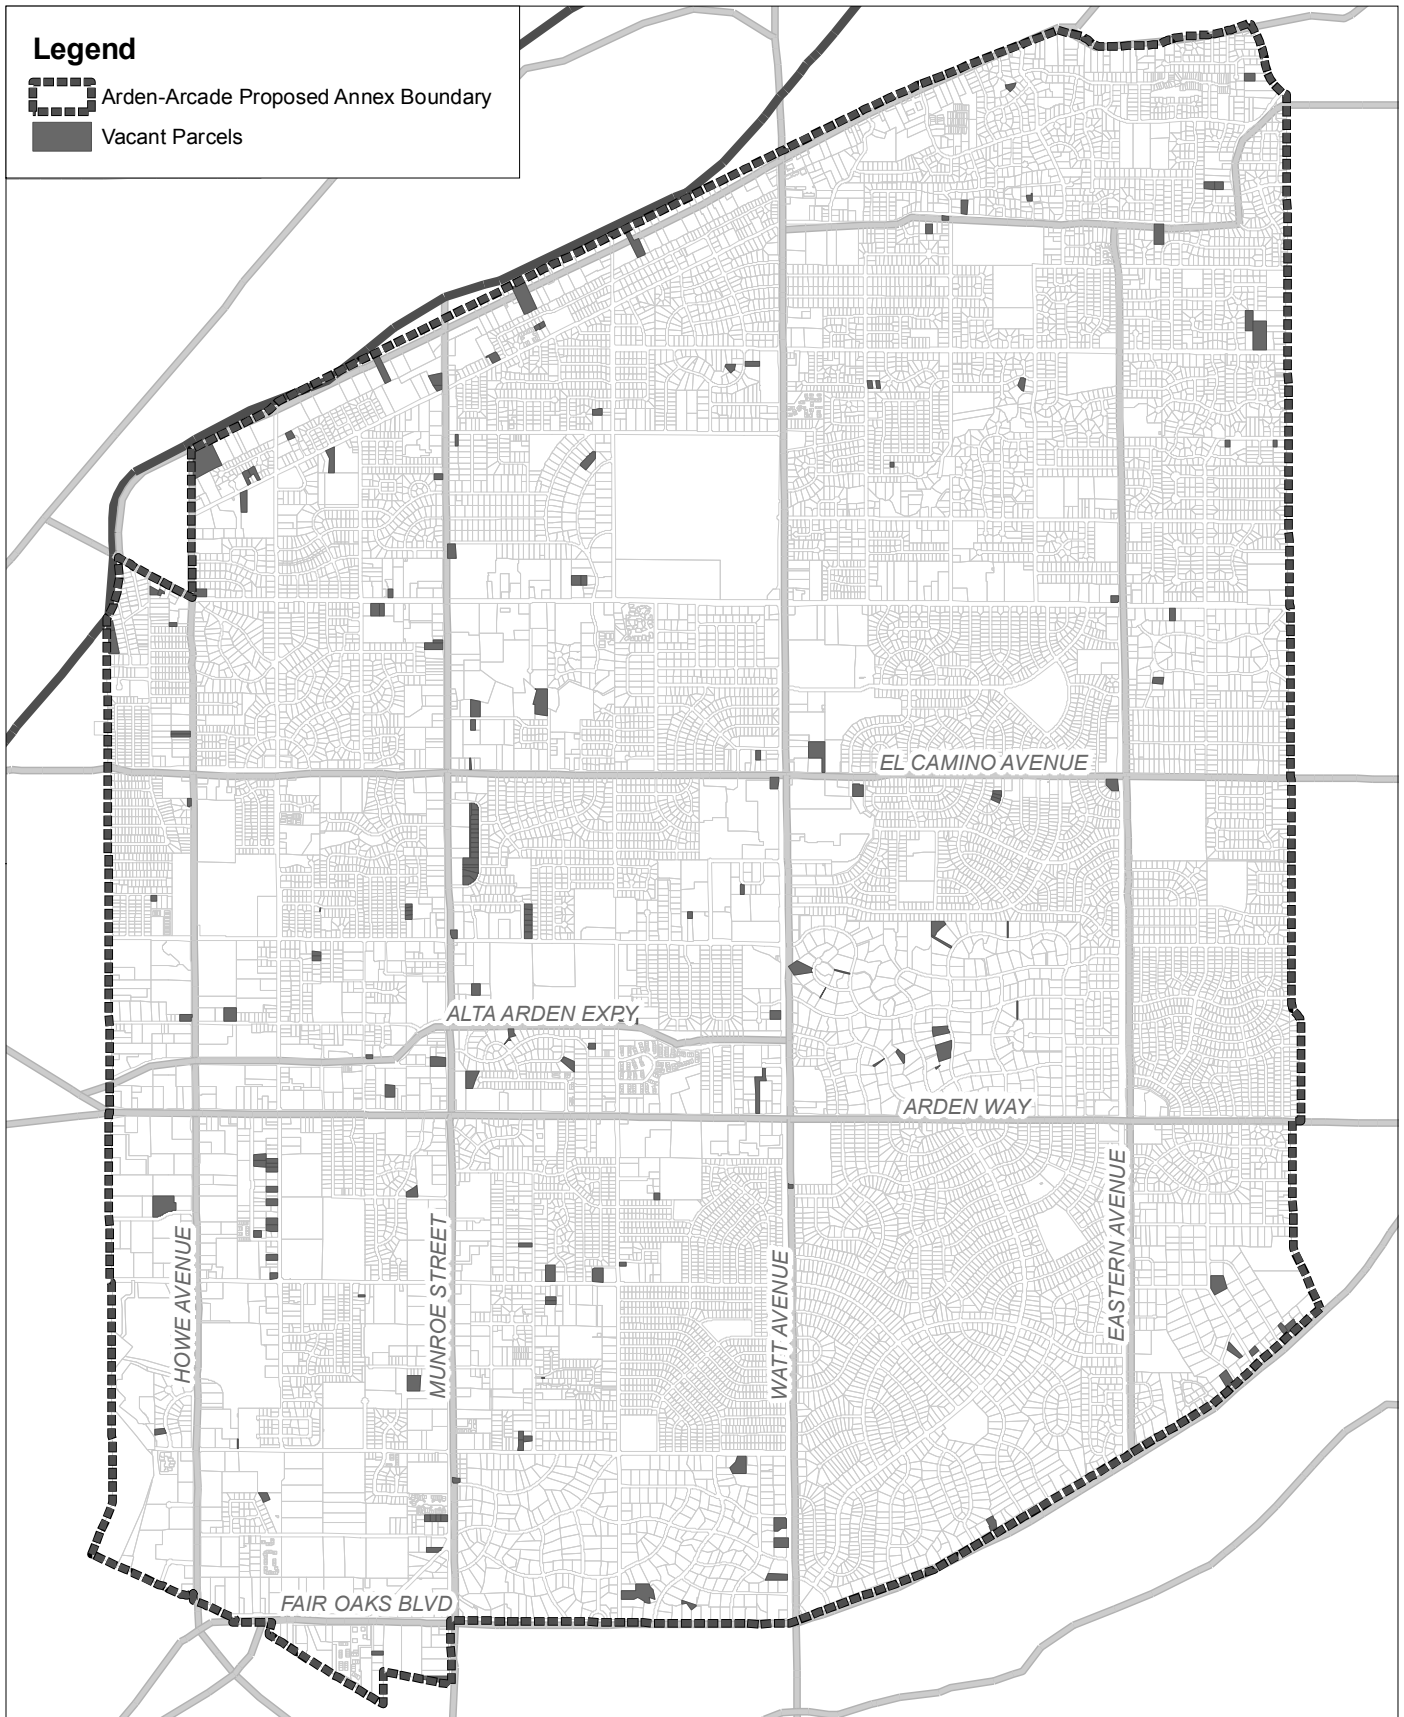 Legend
Arden-Arcade Proposed Annex Boundary
Vacant Parcels
EL CAMINO AVENUE
ALTA ARDEN EXPY
ARDEN WAY
HOWE AVENUE
MUNROE STREET
WATT AVENUE
EASTERN AVENUE
FAIR OAKS BLVD